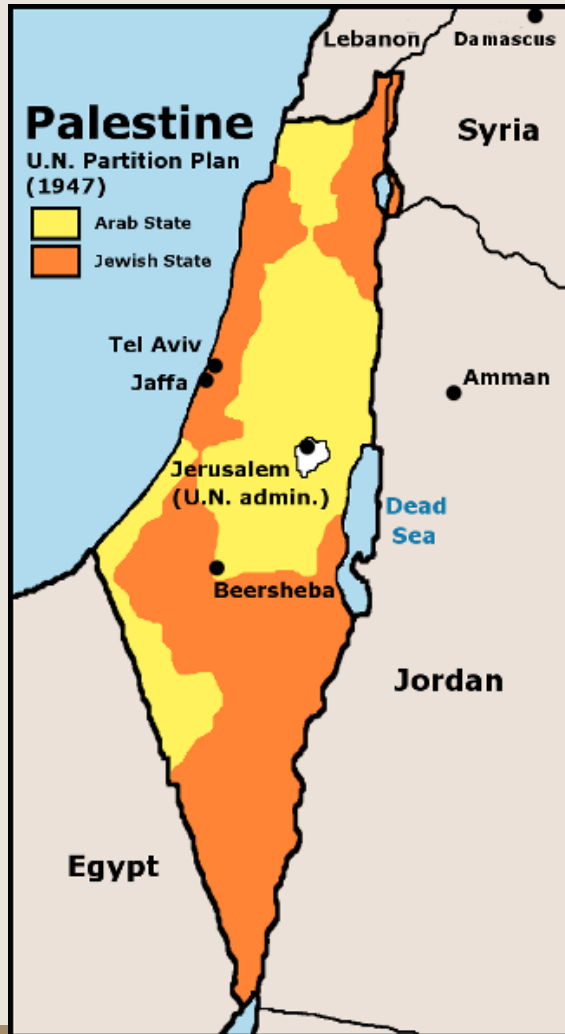 Lebanon
Damascus
Palestine
U.N. Partition Plan
(1947)
Syria
Arab State
Jewish State
Tel Aviv
Jaffa
Amman
Jerusalem
(U.N. admin.)
Dead
Sea
Beersheba
Jordan
Egypt